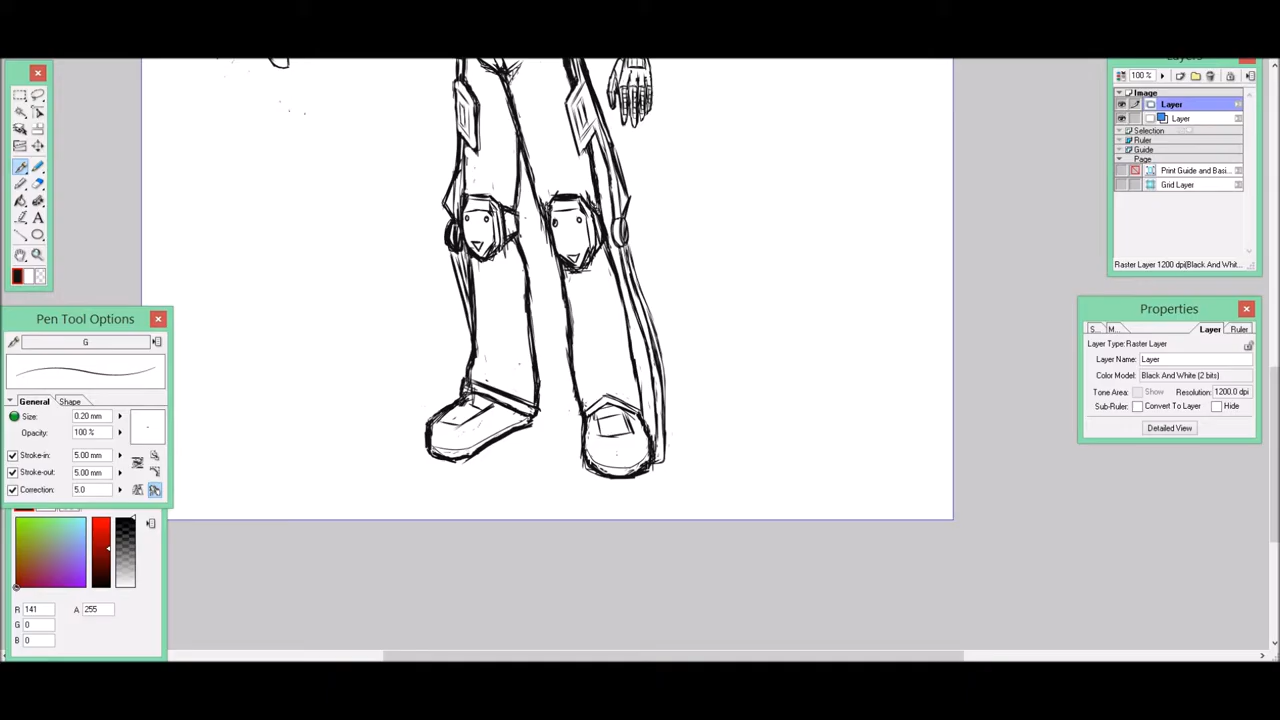 Layers
100 %
Image
Layer
Layer
Selection
Ruler
Guide
Page
Print Guide and Basi...
Grid Layer
Raster Layer 1200 dpi(Black And Whit...
A
Pen Tool Options
G
General Shape
Size: 0.20 mm
Opacity: 100 %
Stroke-in: 5.00 mm
Stroke-out: 5.00 mm
Correction: 5.0
R 141 A 255
G 0
B 0
Properties
S... M... Layer Ruler
Layer Type: Raster Layer
Layer Name: Layer
Color Model: Black And White (2 bits)
Tone Area: Show Resolution: 1200.0 dpi
Sub-Ruler: Convert To Layer Hide
Detailed View